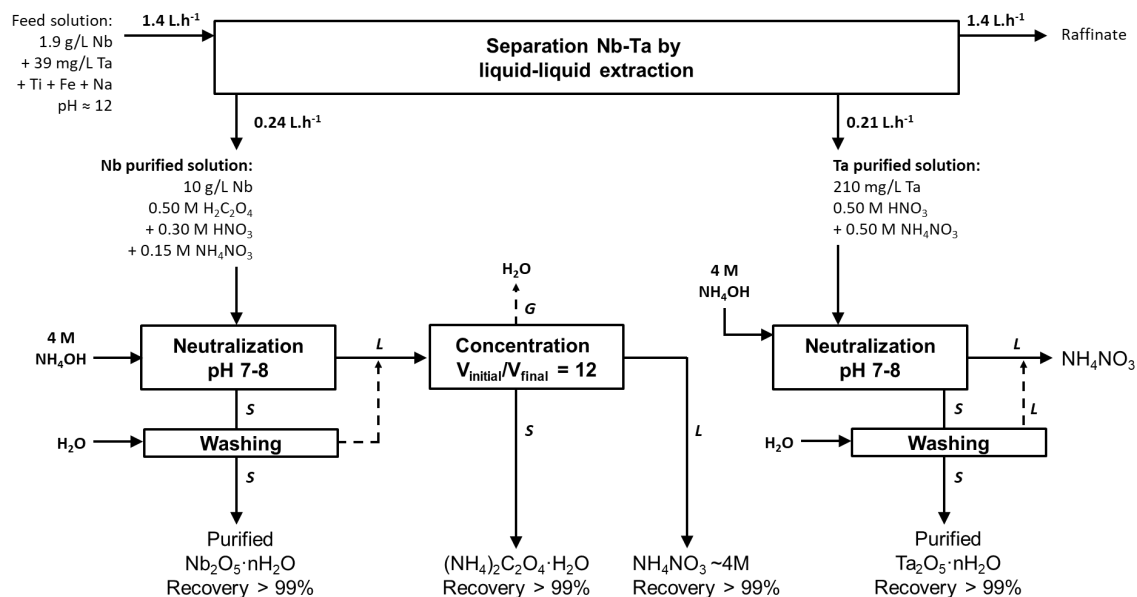 Feed solution:
1.9 g/L Nb
+ 39 mg/L Ta
+ Ti + Fe + Na
pH ≈ 12
1.4 L.h⁻¹
Separation Nb-Ta by
liquid-liquid extraction
1.4 L.h⁻¹
Raffinate
0.24 L.h⁻¹
0.21 L.h⁻¹
Nb purified solution:
10 g/L Nb
0.50 M H₂C₂O₄
+ 0.30 M HNO₃
+ 0.15 M NH₄NO₃
Ta purified solution:
210 mg/L Ta
0.50 M HNO₃
+ 0.50 M NH₄NO₃
4 M
NH₄OH
Neutralization
pH 7-8
L
S
H₂O
Washing
S
Purified
Nb₂O₅·nH₂O
Recovery > 99%
H₂O
G
Concentration
V_initial/V_final = 12
S
L
(NH₄)₂C₂O₄·H₂O
Recovery > 99%
NH₄NO₃ ~4M
Recovery > 99%
4 M
NH₄OH
Neutralization
pH 7-8
L
NH₄NO₃
S
L
H₂O
Washing
S
Purified
Ta₂O₅·nH₂O
Recovery > 99%